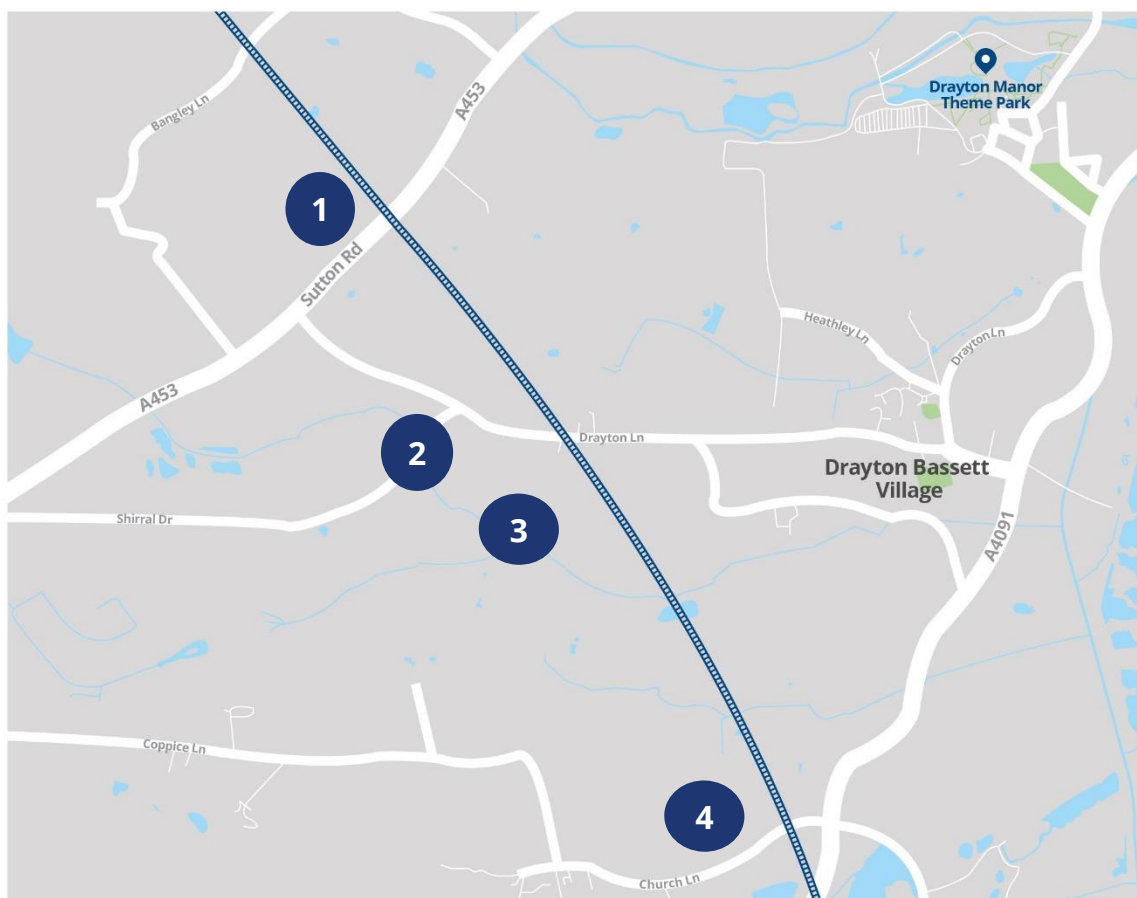 Drayton Manor
Theme Park
A453
Bangley Ln
1
Sutton Rd
Heathley Ln
Drayton Ln
A453
2
Drayton Ln
Drayton Bassett
Village
Shirral Dr
3
A4091
Coppice Ln
4
Church Ln